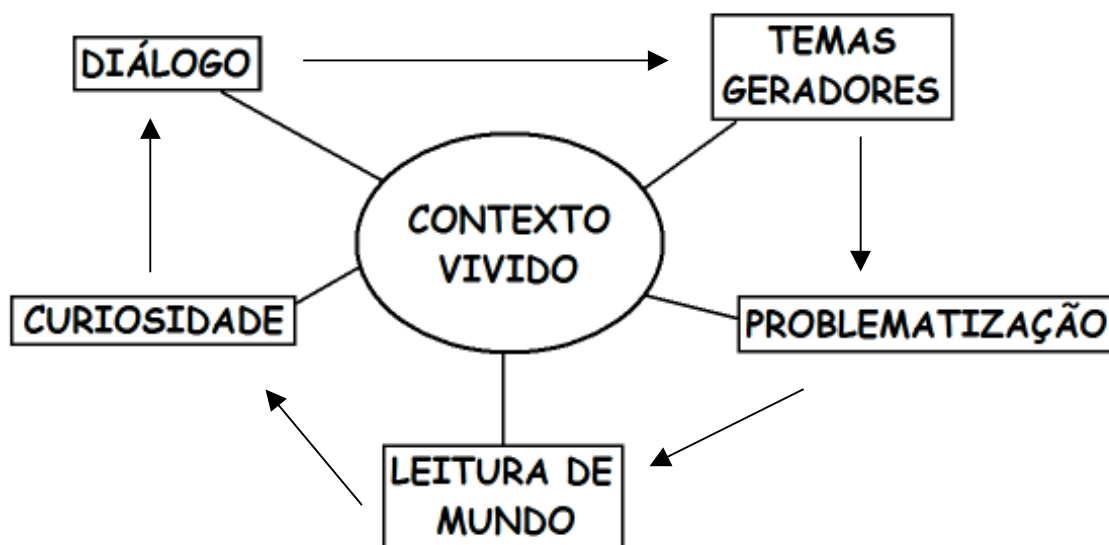 DIÁLOGO
TEMAS
GERADORES
CONTEXTO
VIVIDO
CURIOSIDADE
PROBLEMATIZAÇÃO
LEITURA DE
MUNDO